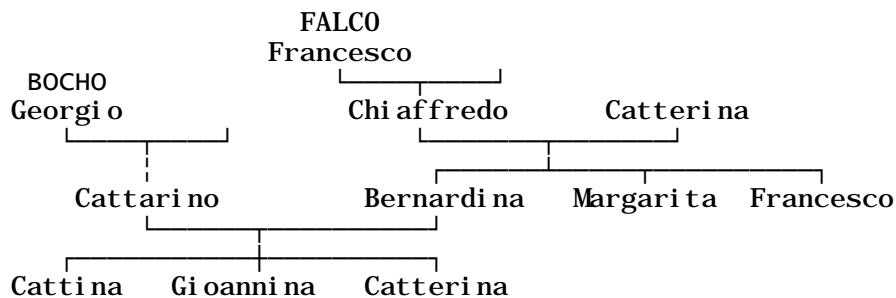 FALCO
Francesco
BOCHO
Georgio Chiaffredo Catterina
Cattarino Bernardina Margarita Francesco
Cattina Gioannina Catterina